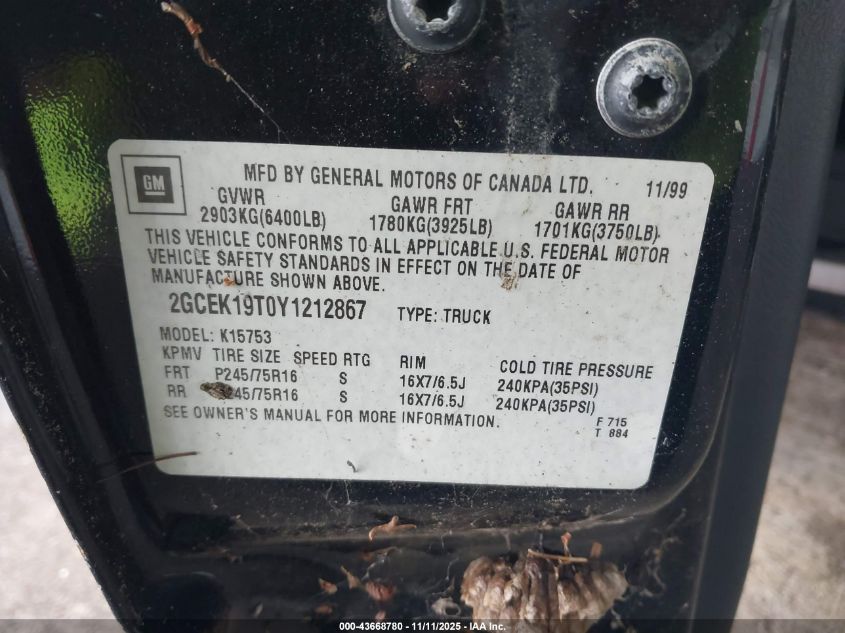 GM
MFD BY GENERAL MOTORS OF CANADA LTD. 11/99
GVWR GAWR FRT GAWR RR
2903KG(6400LB) 1780KG(3925LB) 1701KG(3750LB)
THIS VEHICLE CONFORMS TO ALL APPLICABLE U.S. FEDERAL MOTOR
VEHICLE SAFETY STANDARDS IN EFFECT ON THE DATE OF
MANUFACTURE SHOWN ABOVE.
2GCEK19T0Y1212867 TYPE: TRUCK
MODEL: K15753
KPMV TIRE SIZE SPEED RTG RIM COLD TIRE PRESSURE
FRT P245/75R16 S 16X7/6.5J 240KPA(35PSI)
RR 245/75R16 S 16X7/6.5J 240KPA(35PSI)
SEE OWNER'S MANUAL FOR MORE INFORMATION.
F 715
T 884
000-43668780 - 11/11/2025 - IAA Inc.